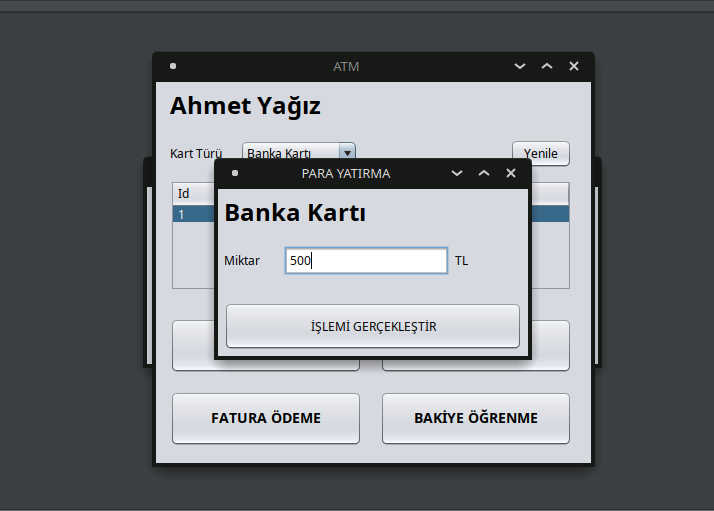 ATM
Ahmet Yağız
Kart Türü Banka Kartı Yenile
PARA YATIRMA
Id
1
Banka Kartı
Miktar 500 TL
İŞLEMİ GERÇEKLEŞTİR
FATURA ÖDEME BAKİYE ÖĞRENME